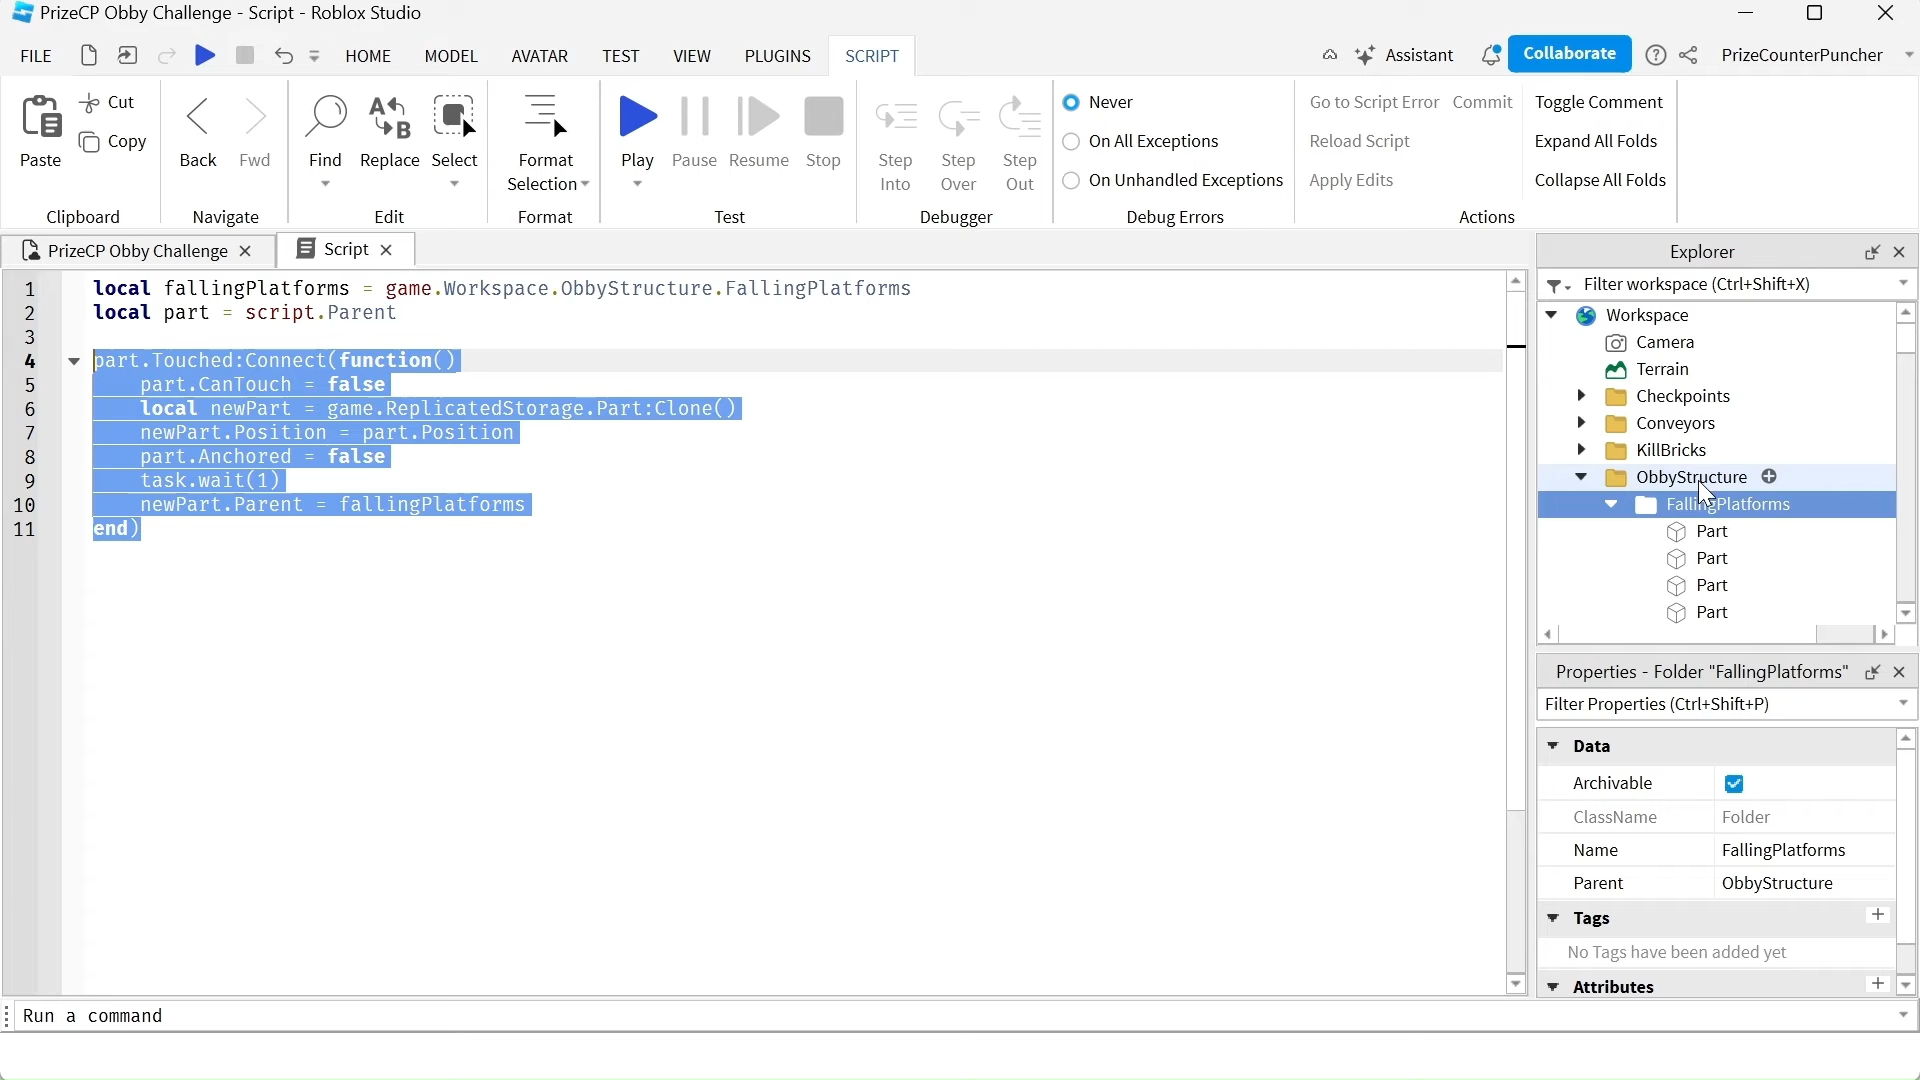 PrizeCP Obby Challenge - Script - Roblox Studio
FILE HOME MODEL AVATAR TEST VIEW PLUGINS SCRIPT Assistant Collaborate PrizeCounterPuncher
Paste
Cut
Copy
Clipboard
Back Fwd
Navigate
Find Replace Select
Edit
Format
Selection
Format
Play Pause Resume Stop
Test
Step Into
Step Over
Step Out
Debugger
Never
On All Exceptions
On Unhandled Exceptions
Debug Errors
Go to Script Error Commit Toggle Comment
Reload Script Expand All Folds
Apply Edits Collapse All Folds
Actions
PrizeCP Obby Challenge Script
1 local fallingPlatforms = game.Workspace.ObbyStructure.FallingPlatforms
2 local part = script.Parent
3
4 part.Touched:Connect(function()
5 part.CanTouch = false
6 local newPart = game.ReplicatedStorage.Part:Clone()
7 newPart.Position = part.Position
8 part.Anchored = false
9 task.wait(1)
10 newPart.Parent = fallingPlatforms
11 end)
Explorer
Filter workspace (Ctrl+Shift+X)
Workspace
Camera
Terrain
Checkpoints
Conveyors
KillBricks
ObbyStructure
FallingPlatforms
Part
Part
Part
Part
Properties - Folder "FallingPlatforms"
Filter Properties (Ctrl+Shift+P)
Data
Archivable
ClassName Folder
Name FallingPlatforms
Parent ObbyStructure
Tags
No Tags have been added yet
Attributes
Run a command